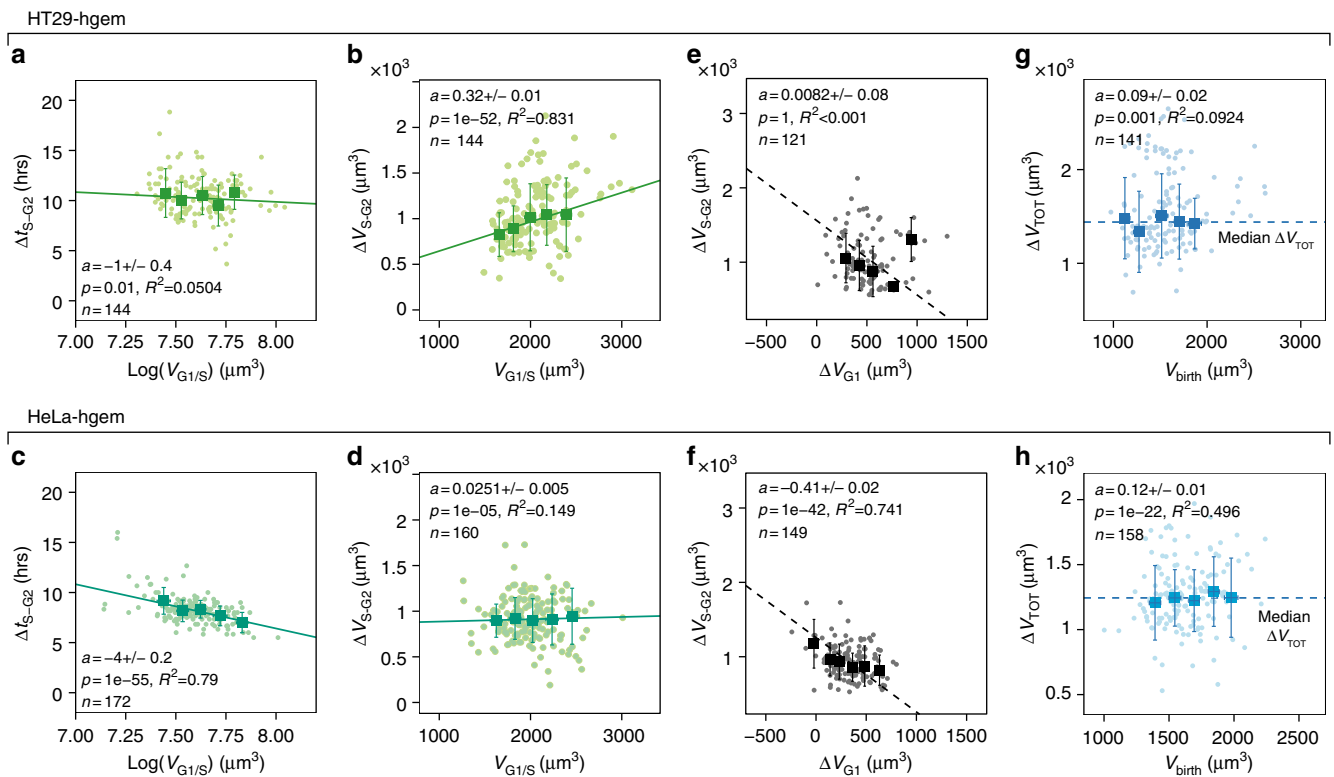 HT29-hgem
a
20
15
10
5
0
Δt_S–G2 (hrs)
a=–1+/– 0.4
p=0.01, R²=0.0504
n=144
7.00 7.25 7.50 7.75 8.00
Log(V_G1/S) (μm³)
b
×10³
a=0.32+/– 0.01
p=1e–52, R²=0.831
n= 144
2
1.5
1
0.5
0
ΔV_S-G2 (μm³)
1000 2000 3000
V_G1/S (μm³)
e
×10³
a=0.0082+/– 0.08
p=1, R²<0.001
n=121
3
2
1
ΔV_S-G2 (μm³)
–500 0 500 1000 1500
ΔV_G1 (μm³)
g
×10³
a=0.09+/– 0.02
p=0.001, R²=0.0924
n=141
2
1
ΔV_TOT (μm³)
Median ΔV_TOT
1000 2000 3000
V_birth (μm³)
HeLa-hgem
c
20
15
10
5
0
Δt_S–G2 (hrs)
a=–4+/– 0.2
p=1e–55, R²=0.79
n=172
7.00 7.25 7.50 7.75 8.00
Log(V_G1/S) (μm³)
d
×10³
a=0.0251+/– 0.005
p=1e–05, R²=0.149
n=160
2
1.5
1
0.5
0
ΔV_S-G2 (μm³)
1000 2000 3000
V_G1/S (μm³)
f
×10³
a=–0.41+/– 0.02
p=1e–42, R²=0.741
n=149
3
2
1
ΔV_S-G2 (μm³)
–500 0 500 1000 1500
ΔV_G1 (μm³)
h
×10³
a=0.12+/– 0.01
p=1e–22, R²=0.496
n=158
2
1.5
1
0.5
ΔV_TOT (μm³)
Median
ΔV_TOT
1000 1500 2000 2500
V_birth (μm³)